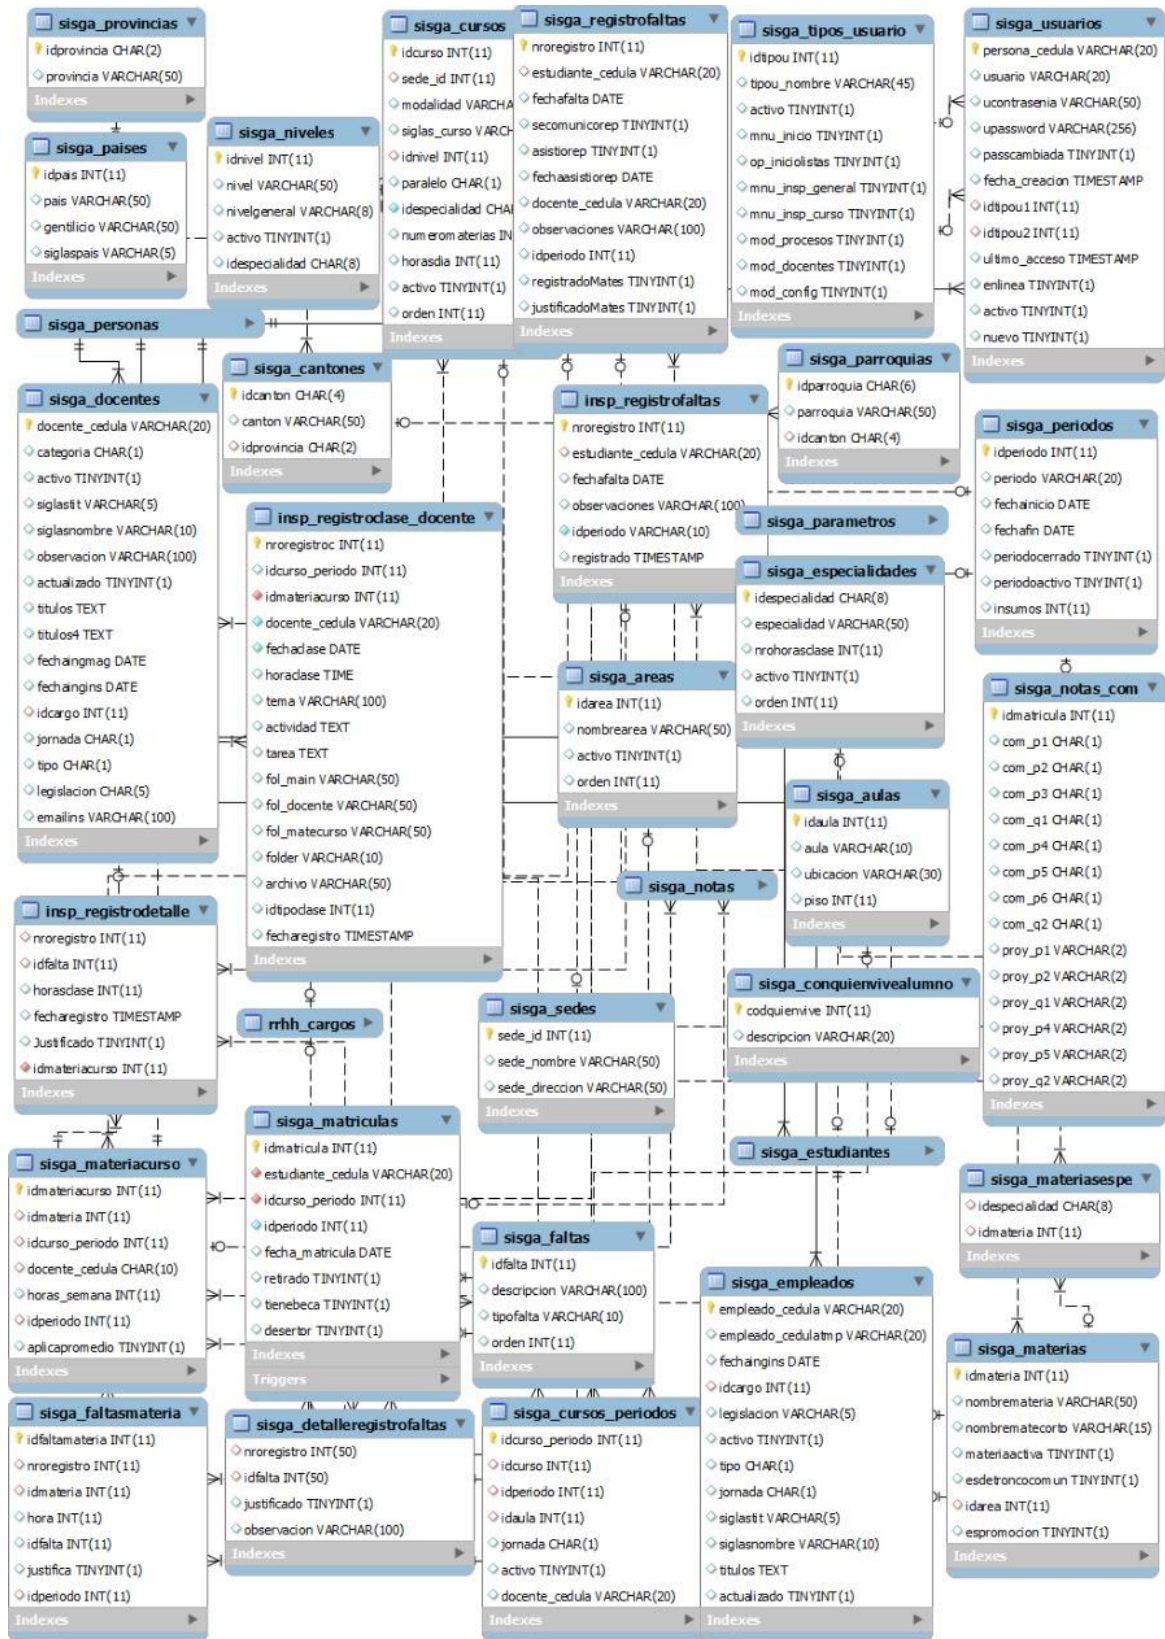 sisga_provincias
idprovincia CHAR(2)
provincia VARCHAR(50)
Indexes
sisga_paises
idpais INT(11)
pais VARCHAR(50)
gentilicio VARCHAR(50)
siglaspais VARCHAR(5)
Indexes
sisga_niveles
idnivel INT(11)
nivel VARCHAR(50)
nivelgeneral VARCHAR(8)
activo TINYINT(1)
idespecialidad CHAR(8)
Indexes
sisga_cursos
idcurso INT(11)
sede_id INT(11)
modalidad VARCHA
siglas_curso VARCH
idnivel INT(11)
paralelo CHAR(1)
idespecialidad CHA
numeromaterias IN
horasdia INT(11)
activo TINYINT(1)
orden INT(11)
Indexes
sisga_registrofaltas
nroregistro INT(11)
estudiante_cedula VARCHAR(20)
fechafalta DATE
secomunicorep TINYINT(1)
asistiorep TINYINT(1)
fechaasistiorep DATE
docente_cedula VARCHAR(20)
observaciones VARCHAR(100)
idperiodo INT(11)
registradoMates TINYINT(1)
justificadoMates TINYINT(1)
Indexes
sisga_tipos_usuario
idtipou INT(11)
tipou_nombre VARCHAR(45)
activo TINYINT(1)
mnu_inicio TINYINT(1)
op_iniciolistas TINYINT(1)
mnu_insp_general TINYINT(1)
mnu_insp_curso TINYINT(1)
mod_procesos TINYINT(1)
mod_docentes TINYINT(1)
mod_config TINYINT(1)
Indexes
sisga_usuarios
persona_cedula VARCHAR(20)
usuario VARCHAR(20)
ucontrasenia VARCHAR(50)
upassword VARCHAR(256)
passcambiada TINYINT(1)
fecha_creacion TIMESTAMP
idtipou1 INT(11)
idtipou2 INT(11)
ultimo_acceso TIMESTAMP
enlinea TINYINT(1)
activo TINYINT(1)
nuevo TINYINT(1)
Indexes
sisga_personas
sisga_docentes
docente_cedula VARCHAR(20)
categoria CHAR(1)
activo TINYINT(1)
siglastit VARCHAR(5)
siglasnombre VARCHAR(10)
observacion VARCHAR(100)
actualizado TINYINT(1)
titulos TEXT
titulos4 TEXT
fechaingmag DATE
fechaingins DATE
idcargo INT(11)
jornada CHAR(1)
tipo CHAR(1)
legislacion CHAR(5)
emailins VARCHAR(100)
Indexes
sisga_cantones
idcanton CHAR(4)
canton VARCHAR(50)
idprovincia CHAR(2)
Indexes
insp_registrofaltas
nroregistro INT(11)
estudiante_cedula VARCHAR(20)
fechafalta DATE
observaciones VARCHAR(100)
idperiodo VARCHAR(10)
registrado TIMESTAMP
Indexes
sisga_parroquias
idparroquia CHAR(6)
parroquia VARCHAR(50)
idcanton CHAR(4)
Indexes
sisga_periodos
idperiodo INT(11)
periodo VARCHAR(20)
fechainicio DATE
fechafin DATE
periodocerrado TINYINT(1)
periodoactivo TINYINT(1)
insumos INT(11)
Indexes
insp_registroclase_docente
nroregistroc INT(11)
idcurso_periodo INT(11)
idmateriacurso INT(11)
docente_cedula VARCHAR(20)
fechaclase DATE
horaclase TIME
tema VARCHAR(100)
actividad TEXT
tarea TEXT
fol_main VARCHAR(50)
fol_docente VARCHAR(50)
fol_matecurso VARCHAR(50)
folder VARCHAR(10)
archivo VARCHAR(50)
idtipoclase INT(11)
fecharegistro TIMESTAMP
Indexes
sisga_parametros
sisga_especialidades
idespecialidad CHAR(8)
especialidad VARCHAR(50)
nrohorasclase INT(11)
activo TINYINT(1)
orden INT(11)
Indexes
sisga_areas
idarea INT(11)
nombrearea VARCHAR(50)
activo TINYINT(1)
orden INT(11)
Indexes
sisga_notas_com
idmatricula INT(11)
com_p1 CHAR(1)
com_p2 CHAR(1)
com_p3 CHAR(1)
com_q1 CHAR(1)
com_p4 CHAR(1)
com_p5 CHAR(1)
com_p6 CHAR(1)
com_q2 CHAR(1)
proy_p1 VARCHAR(2)
proy_p2 VARCHAR(2)
proy_q1 VARCHAR(2)
proy_p4 VARCHAR(2)
proy_p5 VARCHAR(2)
proy_q2 VARCHAR(2)
Indexes
sisga_aulas
idaula INT(11)
aula VARCHAR(10)
ubicacion VARCHAR(30)
piso INT(11)
Indexes
sisga_notas
insp_registrodetalle
nroregistro INT(11)
idfalta INT(11)
horasclase INT(11)
fecharegistro TIMESTAMP
Justificado TINYINT(1)
idmateriacurso INT(11)
Indexes
rrhh_cargos
sisga_sedes
sede_id INT(11)
sede_nombre VARCHAR(50)
sede_direccion VARCHAR(50)
Indexes
sisga_conquienvivealumno
codquienvive INT(11)
descripcion VARCHAR(20)
Indexes
sisga_estudiantes
sisga_matriculas
idmatricula INT(11)
estudiante_cedula VARCHAR(20)
idcurso_periodo INT(11)
idperiodo INT(11)
fecha_matricula DATE
retirado TINYINT(1)
tienebeca TINYINT(1)
desertor TINYINT(1)
Indexes
Triggers
sisga_materiacurso
idmateriacurso INT(11)
idmateria INT(11)
idcurso_periodo INT(11)
docente_cedula CHAR(10)
horas_semana INT(11)
idperiodo INT(11)
aplicapromedio TINYINT(1)
Indexes
sisga_materiasespe
idespecialidad CHAR(8)
idmateria INT(11)
Indexes
sisga_faltas
idfalta INT(11)
descripcion VARCHAR(100)
tipofalta VARCHAR(10)
orden INT(11)
Indexes
sisga_empleados
empleado_cedula VARCHAR(20)
empleado_cedulatmp VARCHAR(20)
fechaingins DATE
idcargo INT(11)
legislacion VARCHAR(5)
activo TINYINT(1)
tipo CHAR(1)
jornada CHAR(1)
siglastit VARCHAR(5)
siglasnombre VARCHAR(10)
titulos TEXT
actualizado TINYINT(1)
Indexes
sisga_materias
idmateria INT(11)
nombremateria VARCHAR(50)
nombrematecorto VARCHAR(15)
materiaactiva TINYINT(1)
esdetroncocomun TINYINT(1)
idarea INT(11)
espromocion TINYINT(1)
Indexes
sisga_faltasmateria
idfaltamateria INT(11)
nroregistro INT(11)
idmateria INT(11)
hora INT(11)
idfalta INT(11)
justifica TINYINT(1)
idperiodo INT(11)
Indexes
sisga_detalleregistrofaltas
nroregistro INT(50)
idfalta INT(50)
justificado TINYINT(1)
observacion VARCHAR(100)
Indexes
sisga_cursos_periodos
idcurso_periodo INT(11)
idcurso INT(11)
idperiodo INT(11)
idaula INT(11)
jornada CHAR(1)
activo TINYINT(1)
docente_cedula VARCHAR(20)
Indexes